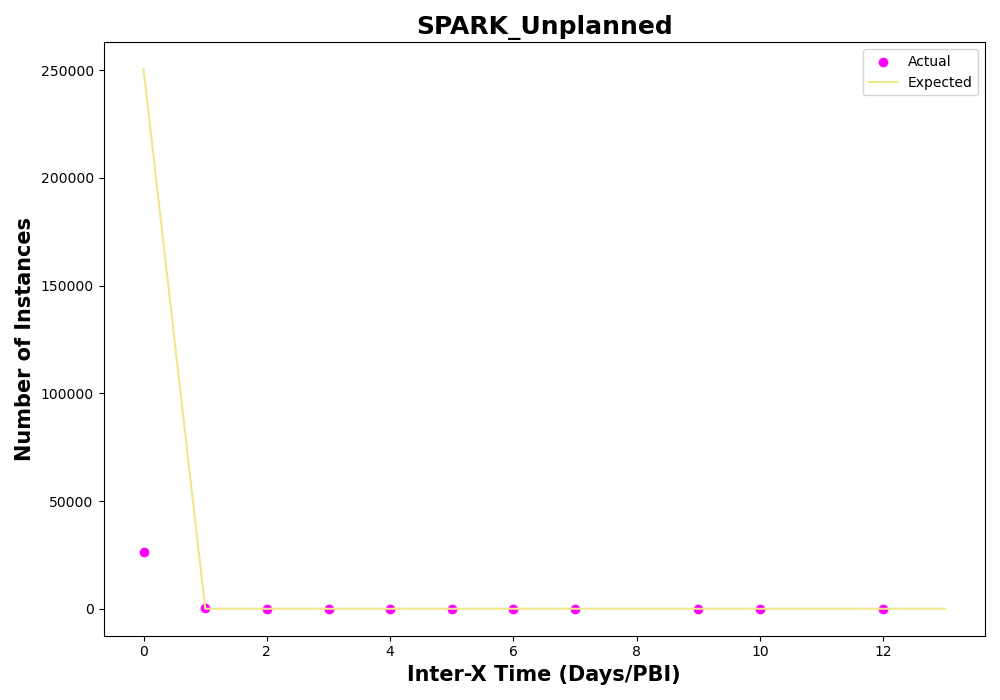 SPARK_Unplanned
Actual
Expected
250000
200000
150000
100000
50000
0
Number of Instances
0 2 4 6 8 10 12
Inter-X Time (Days/PBI)